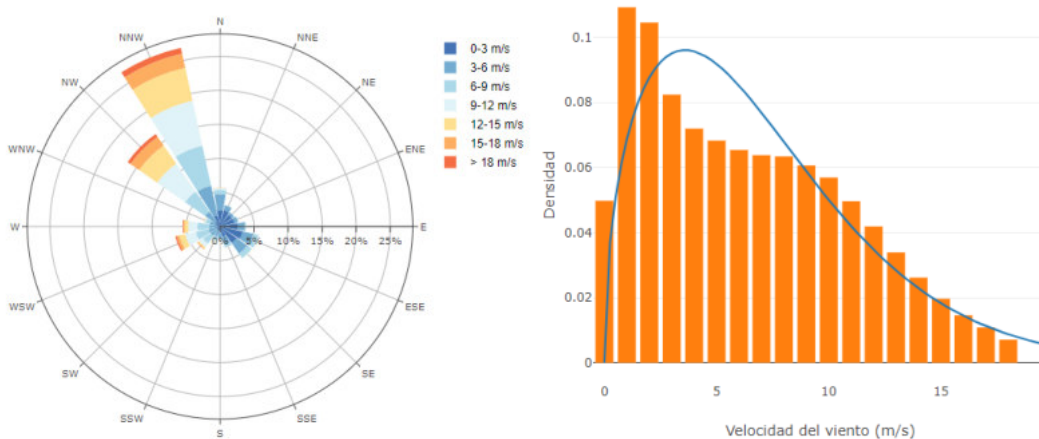 N
NNW
NNE
NW
NE
WNW
ENE
W
E
0%
5%
10%
15%
20%
25%
WSW
ESE
SW
SE
SSW
SSE
S
0-3 m/s
3-6 m/s
6-9 m/s
9-12 m/s
12-15 m/s
15-18 m/s
> 18 m/s
0.1
0.08
0.06
0.04
0.02
0
Densidad
0
5
10
15
Velocidad del viento (m/s)